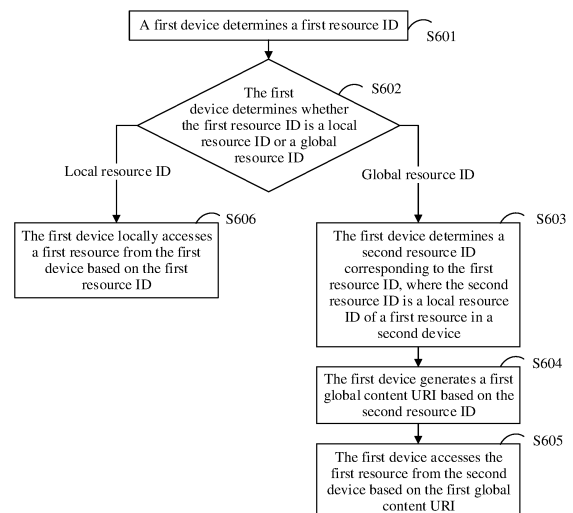 A first device determines a first resource ID
S601
S602
The first
device determines whether
the first resource ID is a local
resource ID or a global
resource ID
Local resource ID
Global resource ID
S606
The first device locally accesses
a first resource from the first
device based on the first
resource ID
S603
The first device determines a
second resource ID
corresponding to the first
resource ID, where the second
resource ID is a local resource
ID of a first resource in a
second device
S604
The first device generates a first
global content URI based on the
second resource ID
S605
The first device accesses the
first resource from the second
device based on the first global
content URI